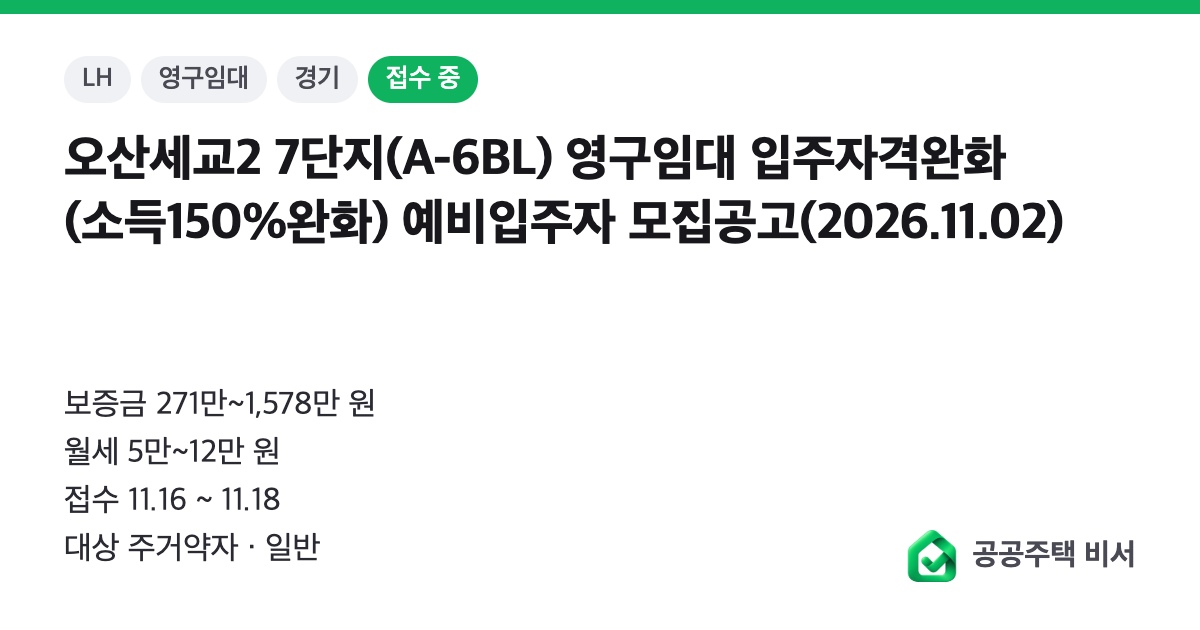 LH 영구임대 경기 접수 중
오산세교2 7단지(A-6BL) 영구임대 입주자격완화
(소득150%완화) 예비입주자 모집공고(2026.11.02)
보증금 271만~1,578만 원
월세 5만~12만 원
접수 11.16 ~ 11.18
대상 주거약자 · 일반
공공주택 비서